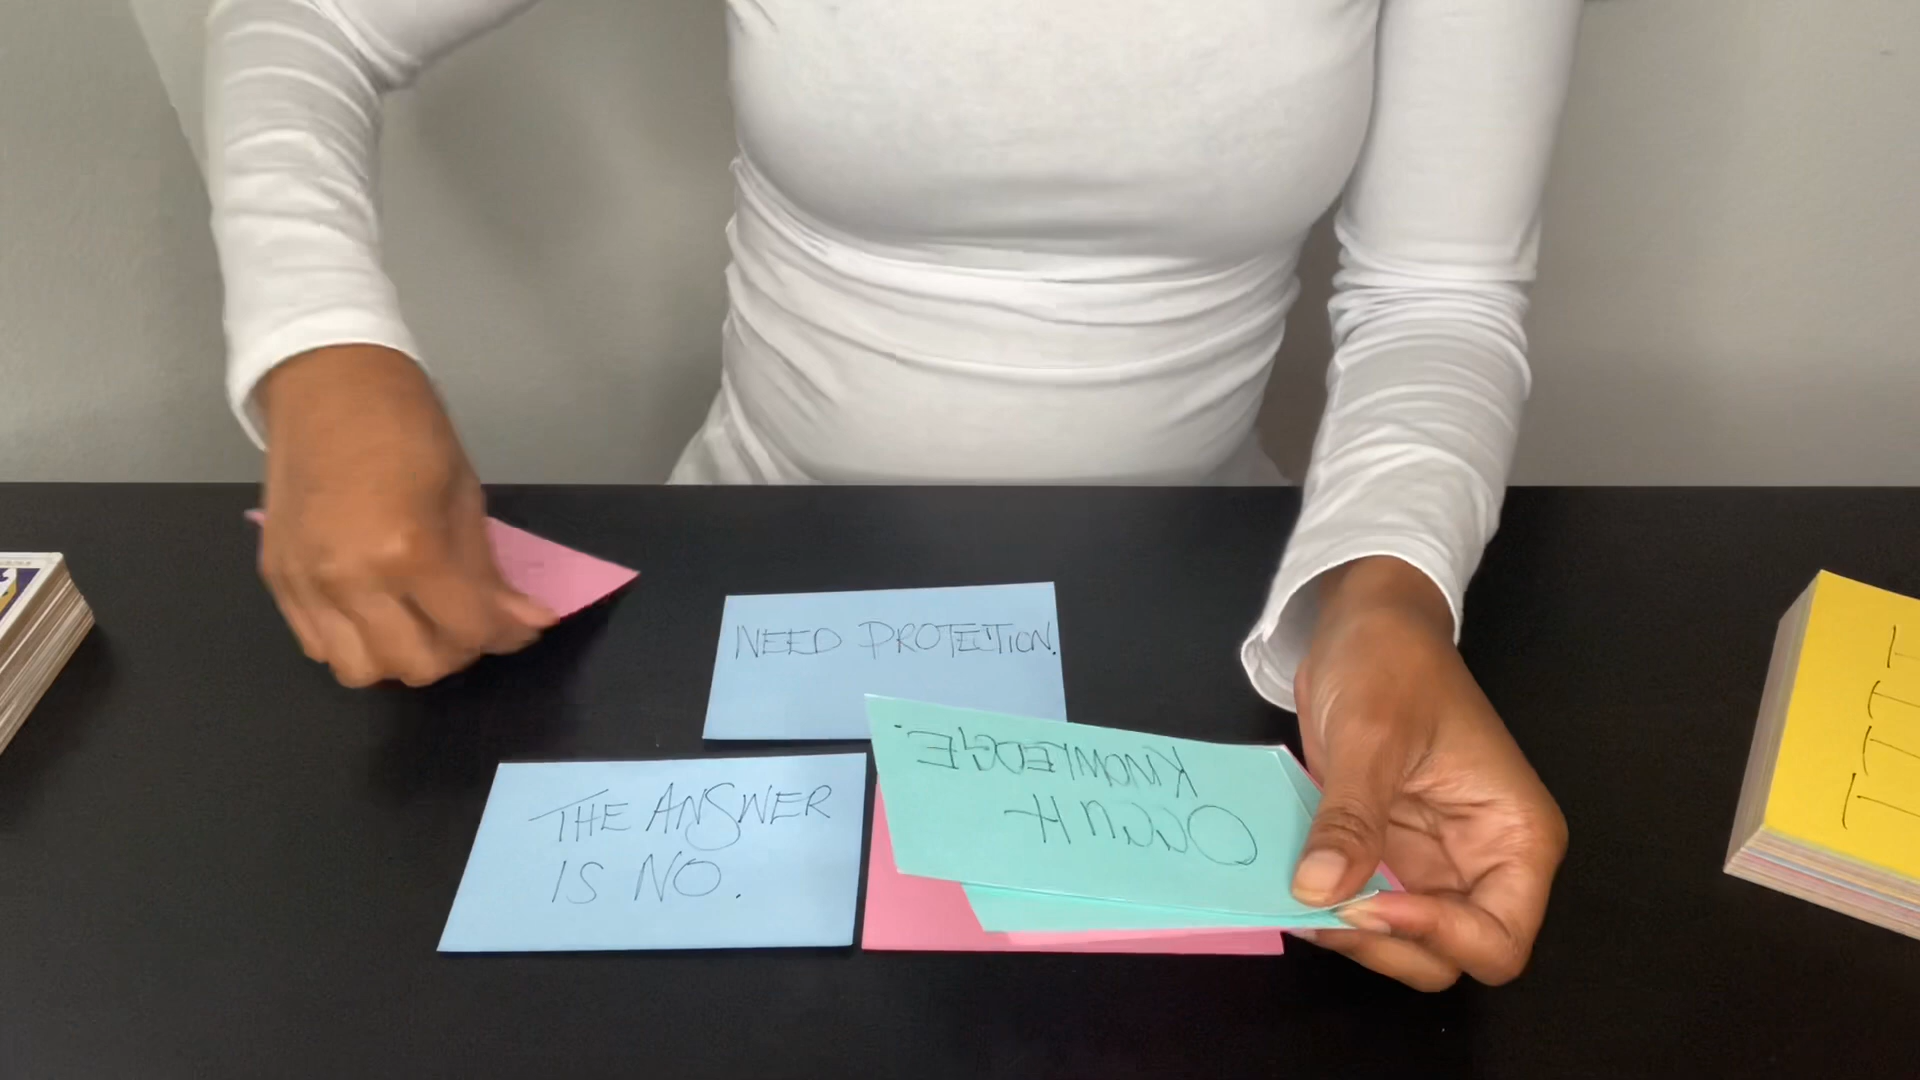 NEED PROTECTION.
THE ANSWER
IS NO.
OCCULT
KNOWLEDGE.